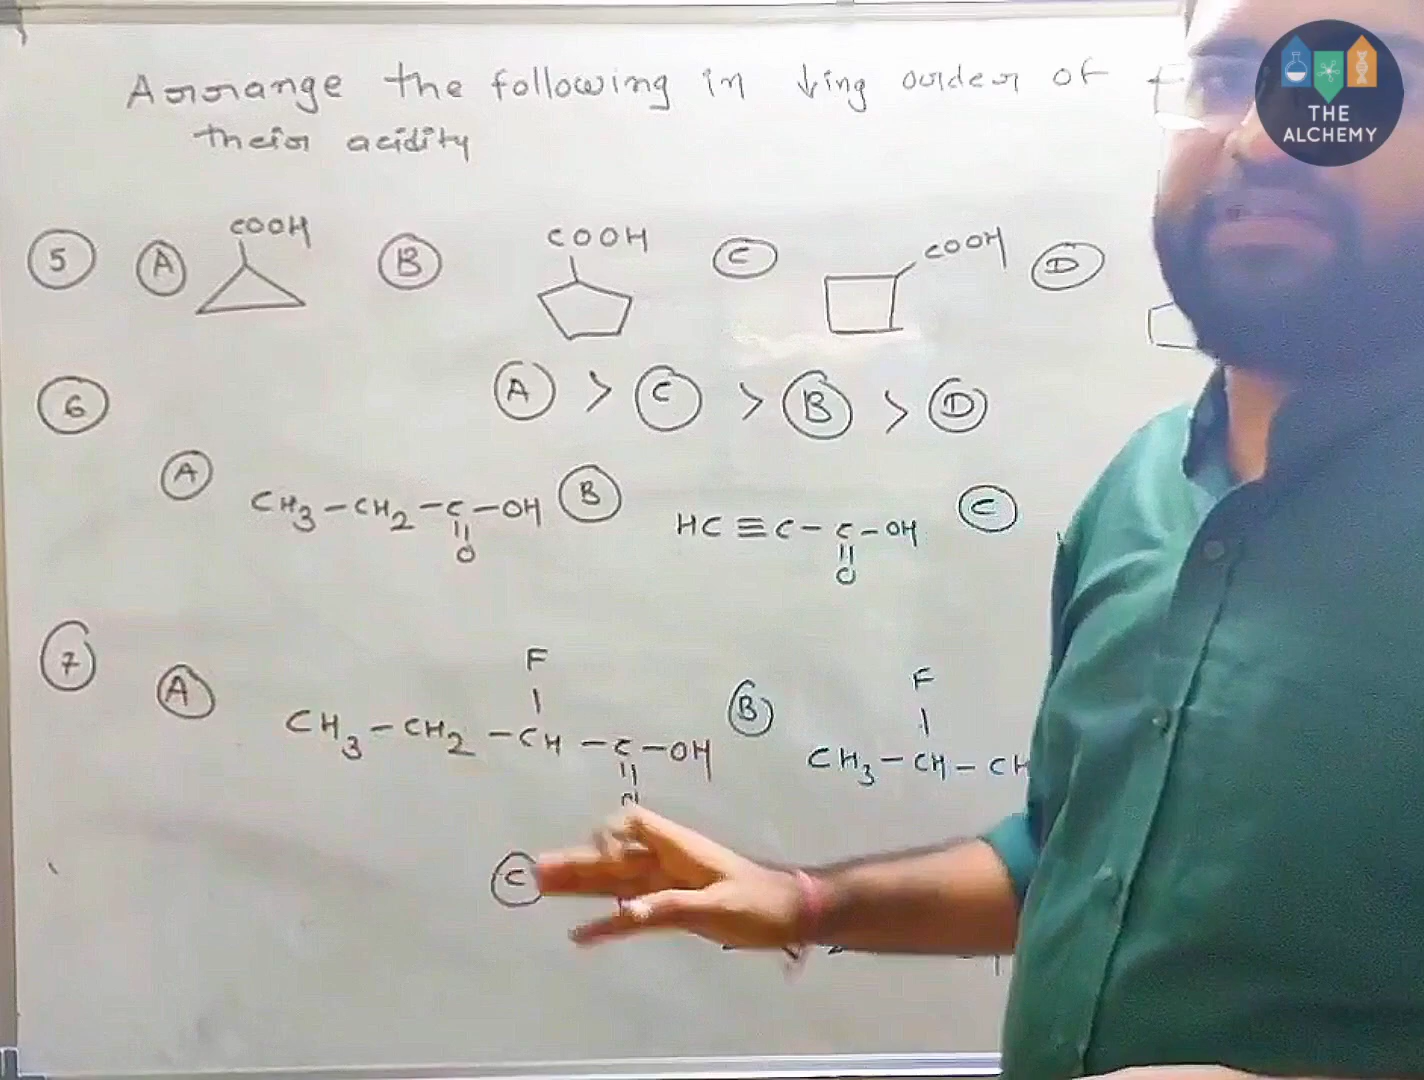 Arrange the following in ↓ing order of
their acidity
THE
ALCHEMY
5 A COOH B COOH C COOH D
A > C > B > D
6
A CH3-CH2-C-OH B HC≡C-C-OH C
O O
7 A F B F
CH3-CH2-CH-C-OH CH3-CH-CH
C